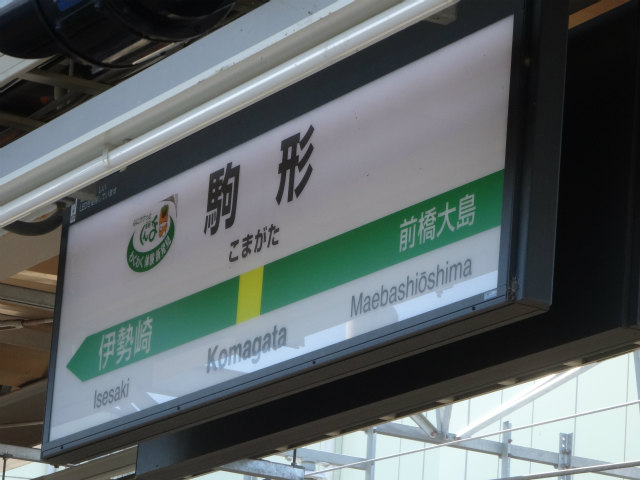 駒形
こまがた
伊勢崎
前橋大島
Isesaki
Komagata
Maebashiōshima